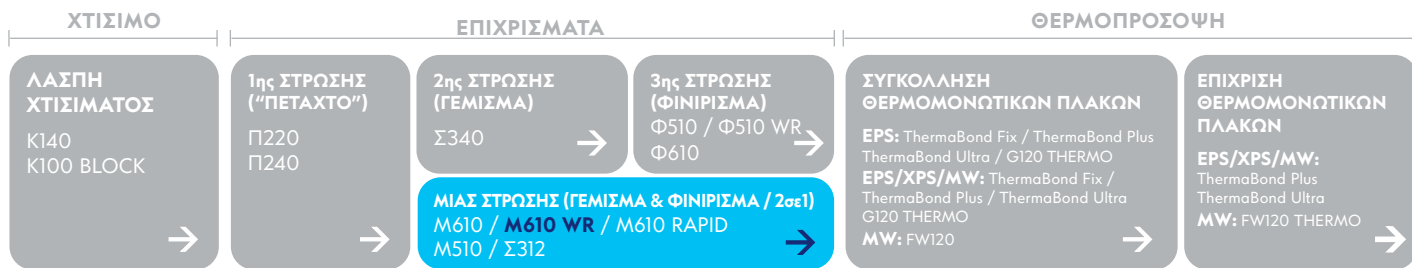 ΧΤΙΣΙΜΟ
ΕΠΙΧΡΙΣΜΑΤΑ
ΘΕΡΜΟΠΡΟΣΟΨΗ
ΛΑΣΠΗ
ΧΤΙΣΙΜΑΤΟΣ
Κ140
Κ100 BLOCK
1ης ΣΤΡΩΣΗΣ
(“ΠΕΤΑΧΤΟ”)
Π220
Π240
2ης ΣΤΡΩΣΗΣ
(ΓΕΜΙΣΜΑ)
Σ340
3ης ΣΤΡΩΣΗΣ
(ΦΙΝΙΡΙΣΜΑ)
Φ510 / Φ510 WR
Φ610
ΜΙΑΣ ΣΤΡΩΣΗΣ (ΓΕΜΙΣΜΑ & ΦΙΝΙΡΙΣΜΑ / 2σε1)
Μ610 / Μ610 WR / Μ610 RAPID
Μ510 / Σ312
ΣΥΓΚΟΛΛΗΣΗ
ΘΕΡΜΟΜΟΝΩΤΙΚΩΝ ΠΛΑΚΩΝ
EPS: ThermaBond Fix / ThermaBond Plus
ThermaBond Ultra / G120 THERMO
EPS/XPS/MW: ThermaBond Fix /
ThermaBond Plus / ThermaBond Ultra
G120 THERMO
MW: FW120
ΕΠΙΧΡΙΣΗ
ΘΕΡΜΟΜΟΝΩΤΙΚΩΝ
ΠΛΑΚΩΝ
EPS/XPS/MW:
ThermaBond Plus
ThermaBond Ultra
MW: FW120 THERMO